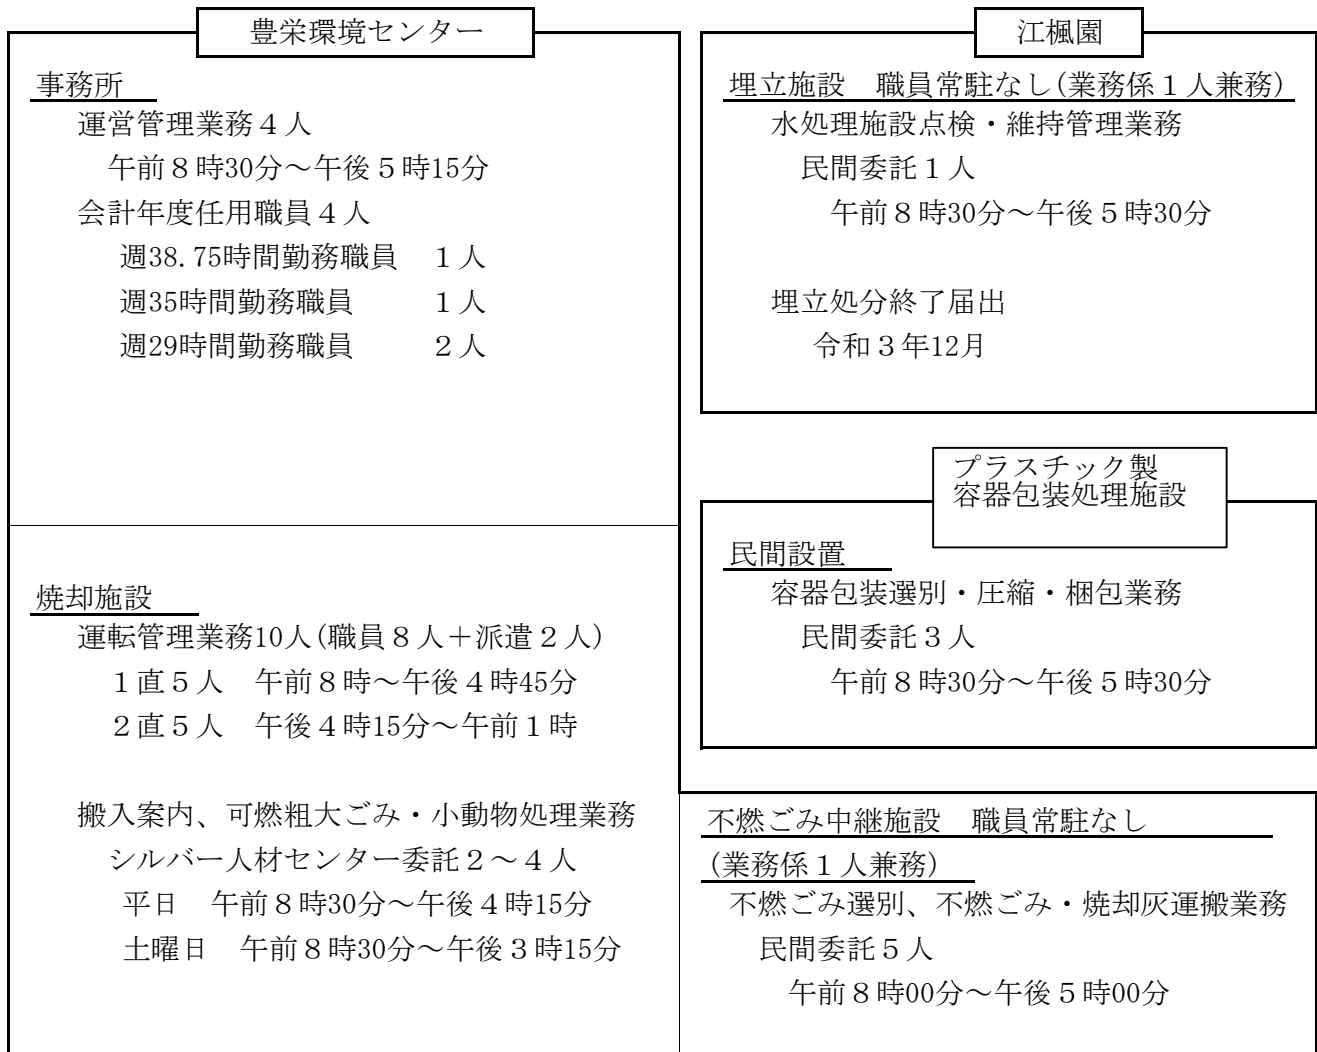 豊栄環境センター
事務所
運営管理業務４人
午前８時30分～午後５時15分
会計年度任用職員４人
週38.75時間勤務職員　１人
週35時間勤務職員　１人
週29時間勤務職員　２人
焼却施設
運転管理業務10人(職員８人＋派遣２人)
１直５人　午前８時～午後４時45分
２直５人　午後４時15分～午前１時
搬入案内、可燃粗大ごみ・小動物処理業務
シルバー人材センター委託２～４人
平日　午前８時30分～午後４時15分
土曜日　午前８時30分～午後３時15分
江楓園
埋立施設　職員常駐なし(業務係１人兼務)
水処理施設点検・維持管理業務
民間委託１人
午前８時30分～午後５時30分
埋立処分終了届出
令和３年12月
プラスチック製
容器包装処理施設
民間設置
容器包装選別・圧縮・梱包業務
民間委託３人
午前８時30分～午後５時30分
不燃ごみ中継施設　職員常駐なし
(業務係１人兼務)
不燃ごみ選別、不燃ごみ・焼却灰運搬業務
民間委託５人
午前８時00分～午後５時00分